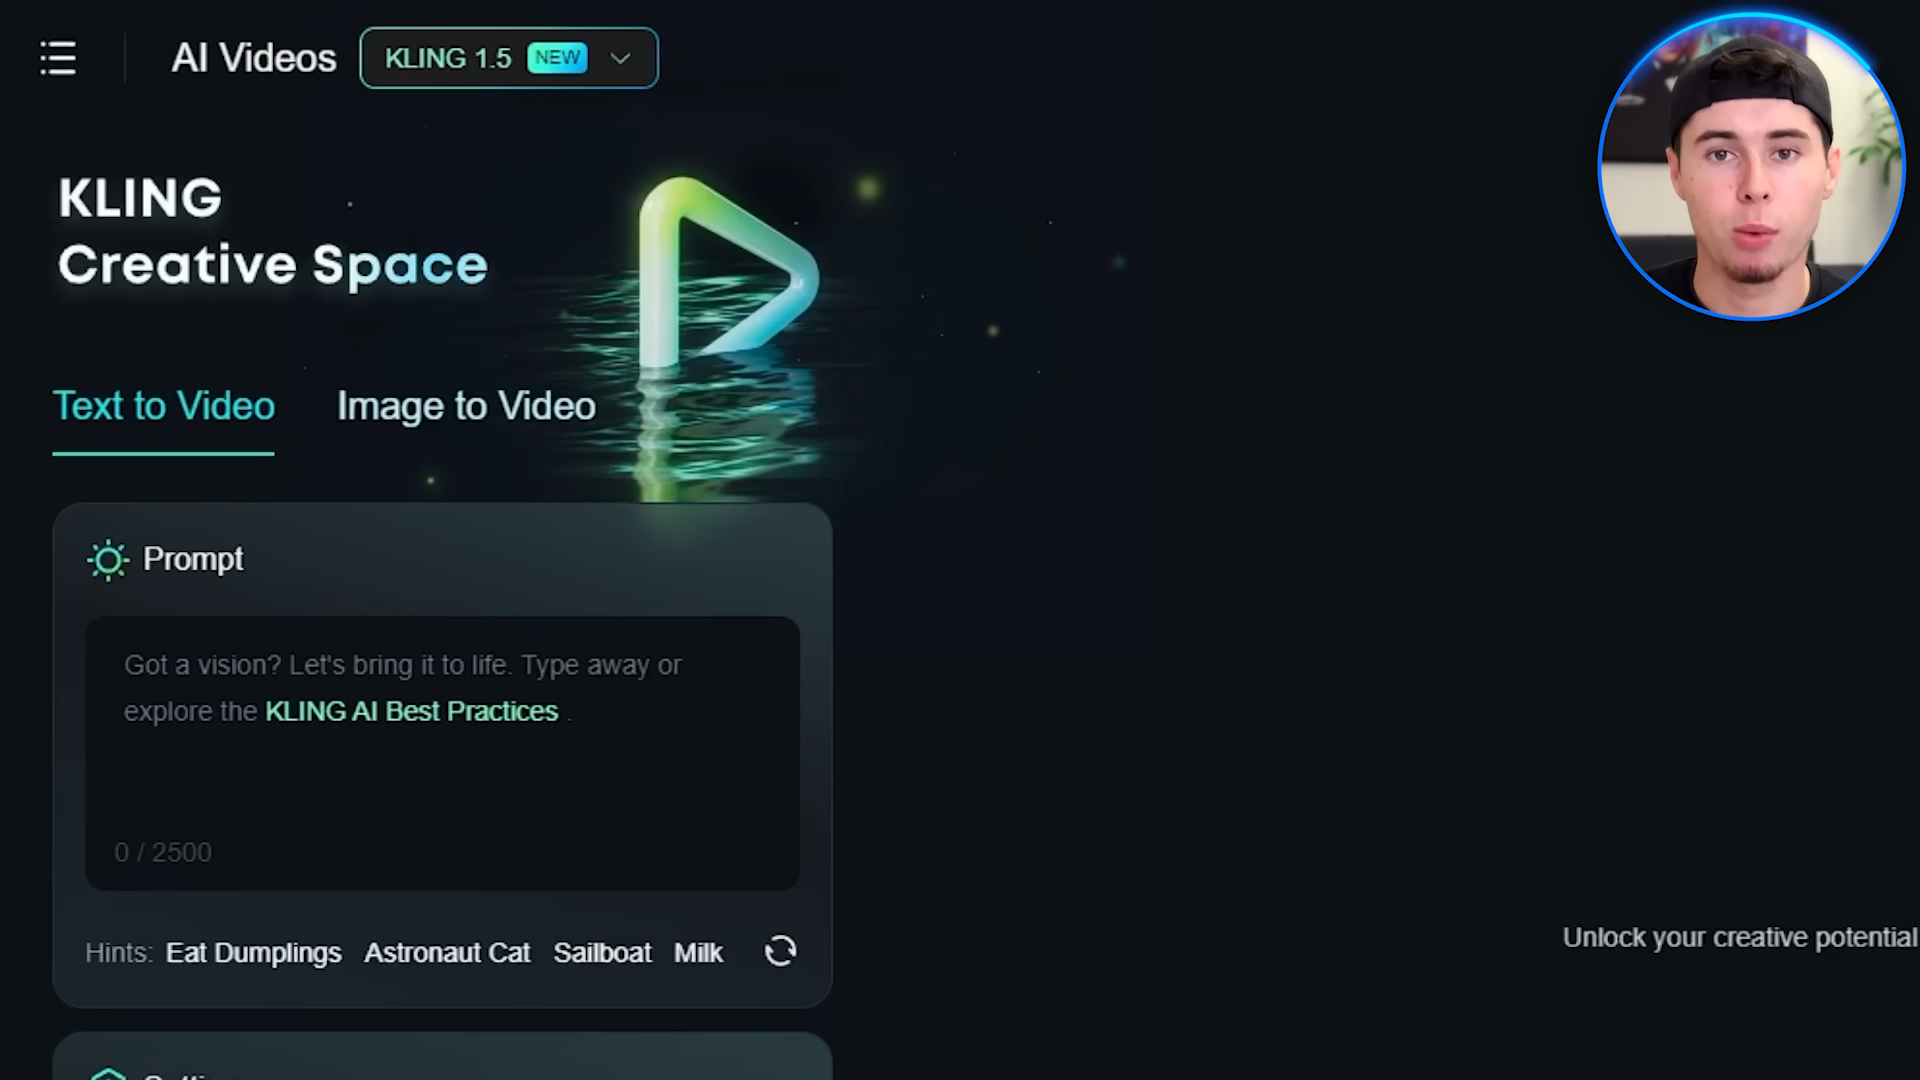 AI Videos
KLING 1.5 NEW
KLING
Creative Space
Text to Video
Image to Video
Prompt
Got a vision? Let's bring it to life. Type away or
explore the KLING AI Best Practices .
0 / 2500
Hints: Eat Dumplings Astronaut Cat Sailboat Milk
Unlock your creative potential